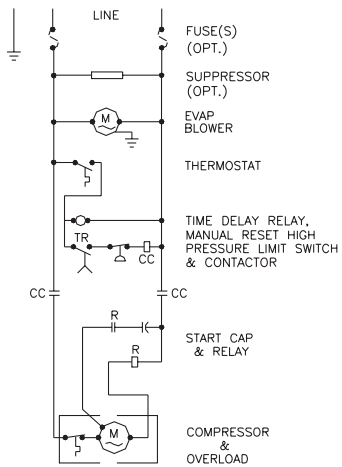 LINE
FUSE(S)
(OPT.)
SUPPRESSOR
(OPT.)
M
EVAP
BLOWER
THERMOSTAT
TIME DELAY RELAY,
MANUAL RESET HIGH
PRESSURE LIMIT SWITCH
& CONTACTOR
TR
CC
CC
CC
R
R
START CAP
& RELAY
M
COMPRESSOR
&
OVERLOAD